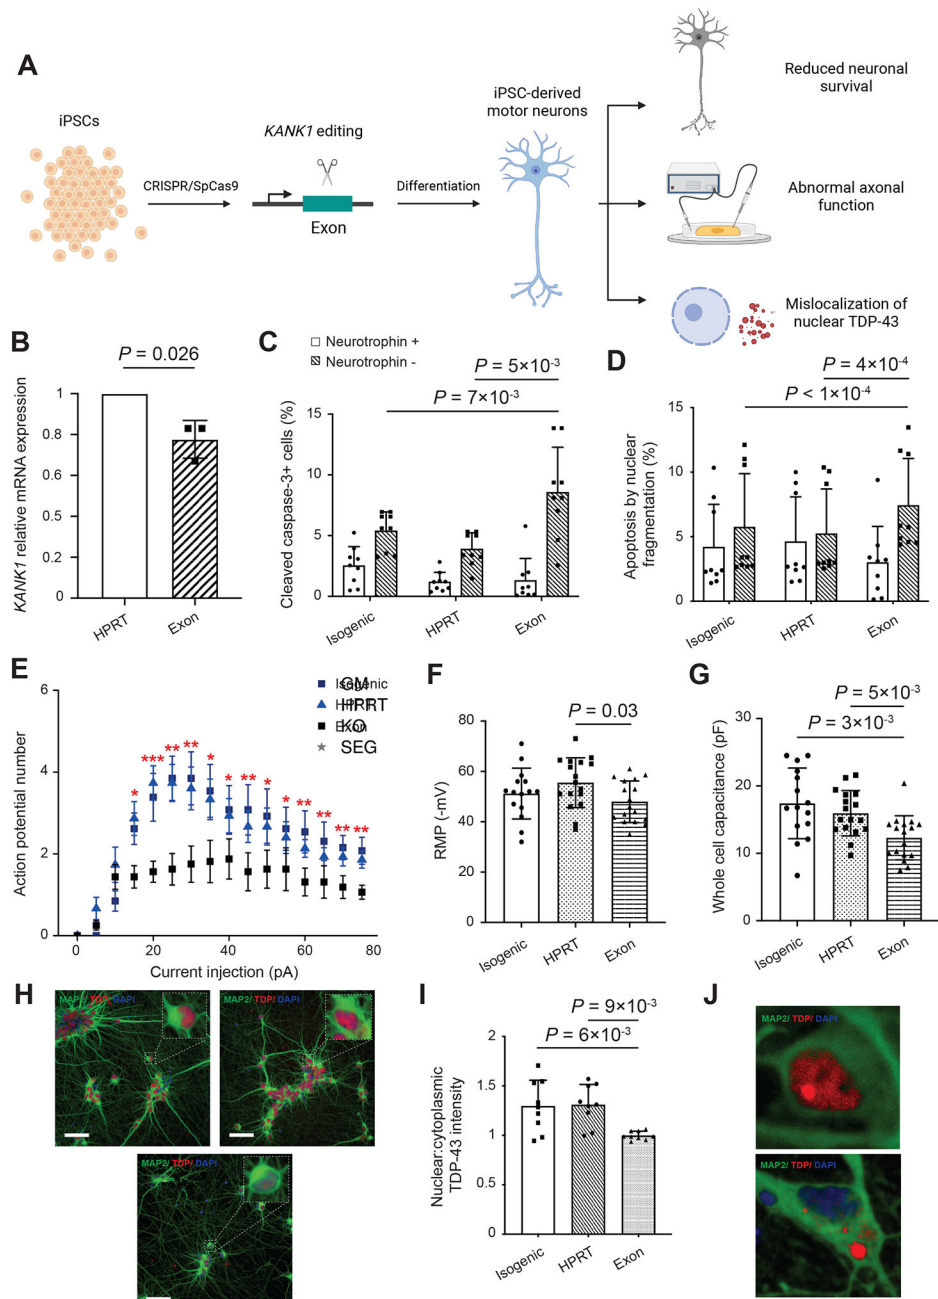 A
iPSCs
CRISPR/SpCas9
KANK1 editing
Exon
Differentiation
iPSC-derived
motor neurons
Reduced neuronal
survival
Abnormal axonal
function
Mislocalization of
nuclear TDP-43
B
P = 0.026
KANK1 relative mRNA expression
1
0.8
0.5
0.2
0
HPRT
Exon
C
Neurotrophin +
Neurotrophin -
P = 5×10-3
P = 7×10-3
Cleaved caspase-3+ cells (%)
15
10
5
0
Isogenic
HPRT
Exon
D
P = 4×10-4
P < 1×10-4
Apoptosis by nuclear
fragmentation (%)
15
10
5
0
Isogenic
HPRT
Exon
E
Action potential number
6
4
2
0
0
20
40
60
80
Current injection (pA)
Isogenic
GM
HPRT
HPRT
Exon
KO
SEG
*
***
**
**
*
*
**
*
*
**
**
**
**
F
P = 0.03
RMP (-mV)
80
60
40
20
0
Isogenic
HPRT
Exon
G
P = 5×10-3
P = 3×10-3
Whole cell capacitance (pF)
30
20
10
0
Isogenic
HPRT
Exon
H
MAP2/ TDP/ DAPI
MAP2/ TDP/ DAPI
MAP2/ TDP/ DAPI
I
P = 9×10-3
P = 6×10-3
Nuclear:cytoplasmic
TDP-43 intensity
2
1.5
1
0.5
0
Isogenic
HPRT
Exon
J
MAP2/ TDP/ DAPI
MAP2/ TDP/ DAPI